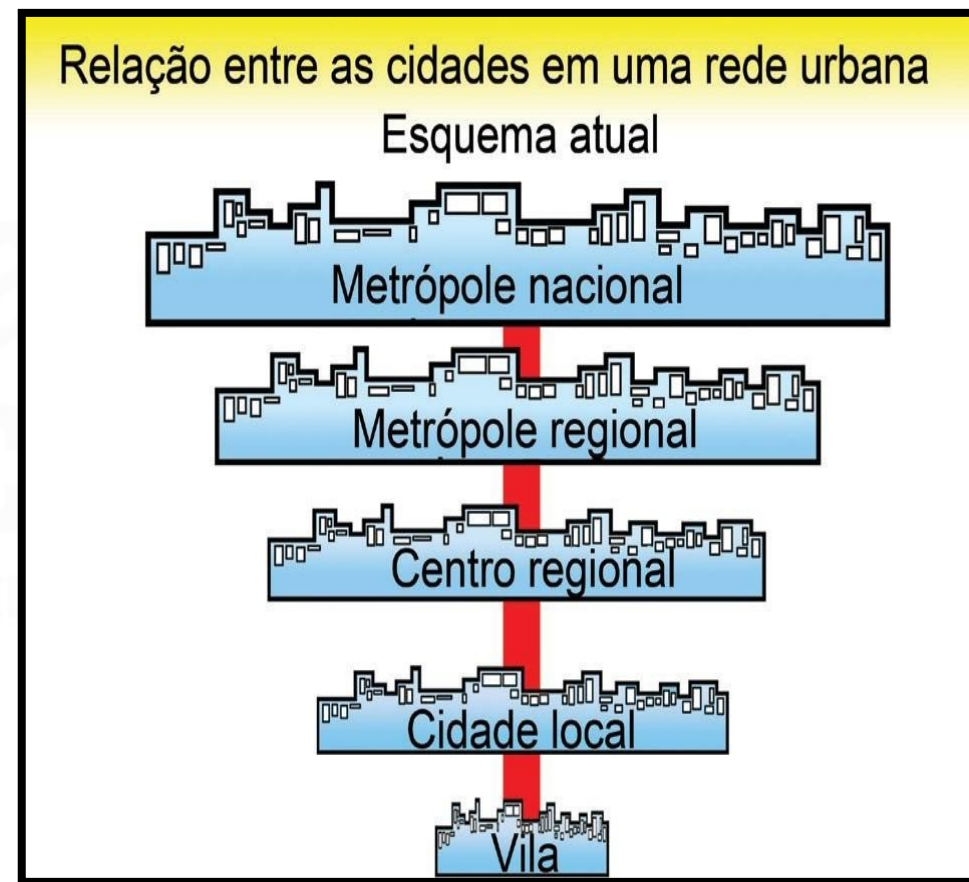 Relação entre as cidades em uma rede urbana
Esquema atual
Metrópole nacional
Metrópole regional
Centro regional
Cidade local
Vila